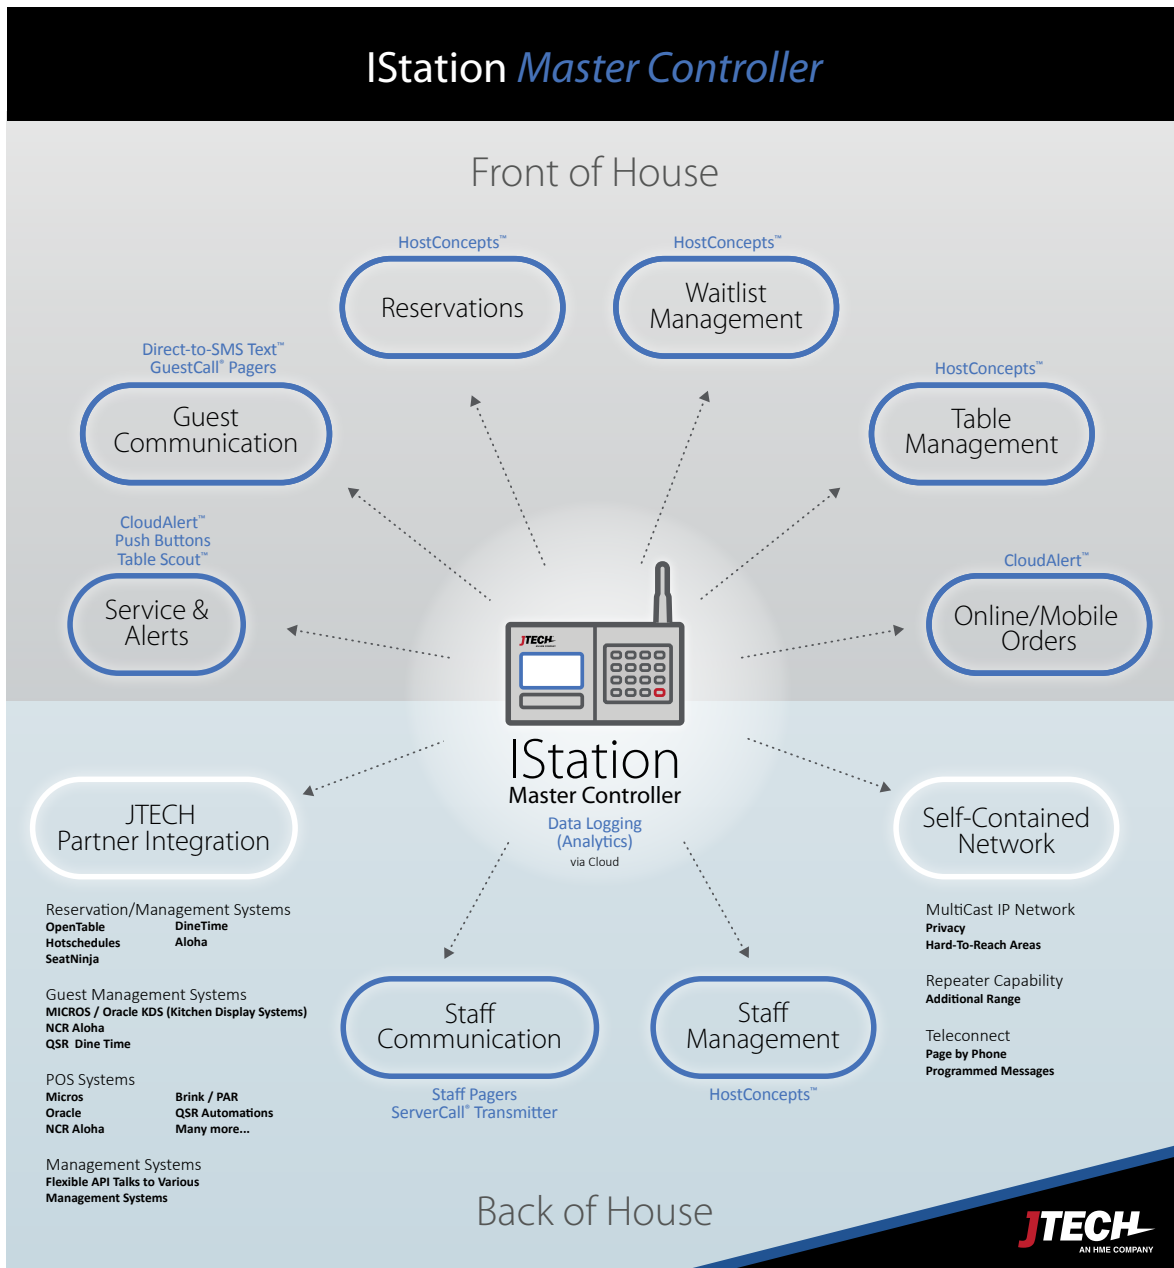 IStation Master Controller
Front of House
HostConcepts™
Reservations
HostConcepts™
Waitlist
Management
Direct-to-SMS Text™
GuestCall® Pagers
Guest
Communication
HostConcepts™
Table
Management
CloudAlert™
Push Buttons
Table Scout™
Service &
Alerts
CloudAlert™
Online/Mobile
Orders
JTECH
AN HME COMPANY
IStation
Master Controller
Data Logging
(Analytics)
via Cloud
JTECH
Partner Integration
Reservation/Management Systems
OpenTable DineTime
Hotschedules Aloha
SeatNinja
Guest Management Systems
MICROS / Oracle KDS (Kitchen Display Systems)
NCR Aloha
QSR Dine Time
POS Systems
Micros Brink / PAR
Oracle QSR Automations
NCR Aloha Many more...
Management Systems
Flexible API Talks to Various
Management Systems
Staff
Communication
Staff Pagers
ServerCall® Transmitter
Staff
Management
HostConcepts™
Self-Contained
Network
MultiCast IP Network
Privacy
Hard-To-Reach Areas
Repeater Capability
Additional Range
Teleconnect
Page by Phone
Programmed Messages
Back of House
JTECH
AN HME COMPANY